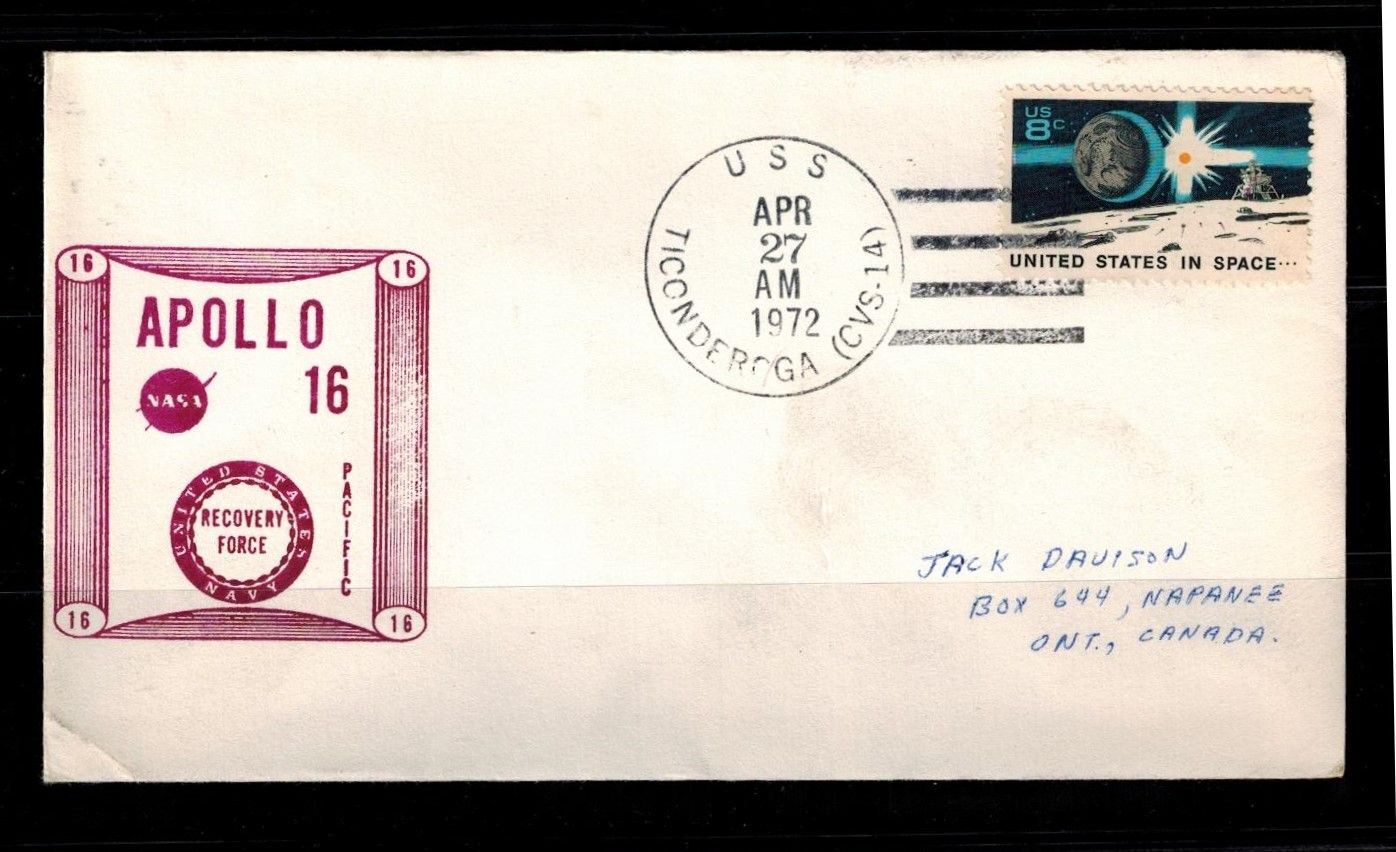 US
8c
UNITED STATES IN SPACE...
USS
APR
27
AM
1972
TICONDEROGA (CVS-14)
16 16
APOLLO
16
NASA
PACIFIC
UNITED STATES
RECOVERY
FORCE
NAVY
16 16
JACK DAVISON
BOX 644, NAPANEE
ONT., CANADA.